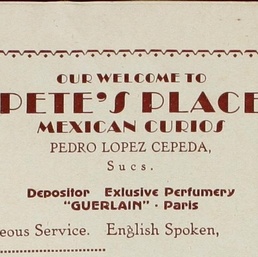 OUR WELCOME TO
PETE'S PLACE
MEXICAN CURIOS
PEDRO LOPEZ CEPEDA,
Sucs.
Depositor Exlusive Perfumery
"GUERLAIN" · Paris
eous Service. English Spoken,